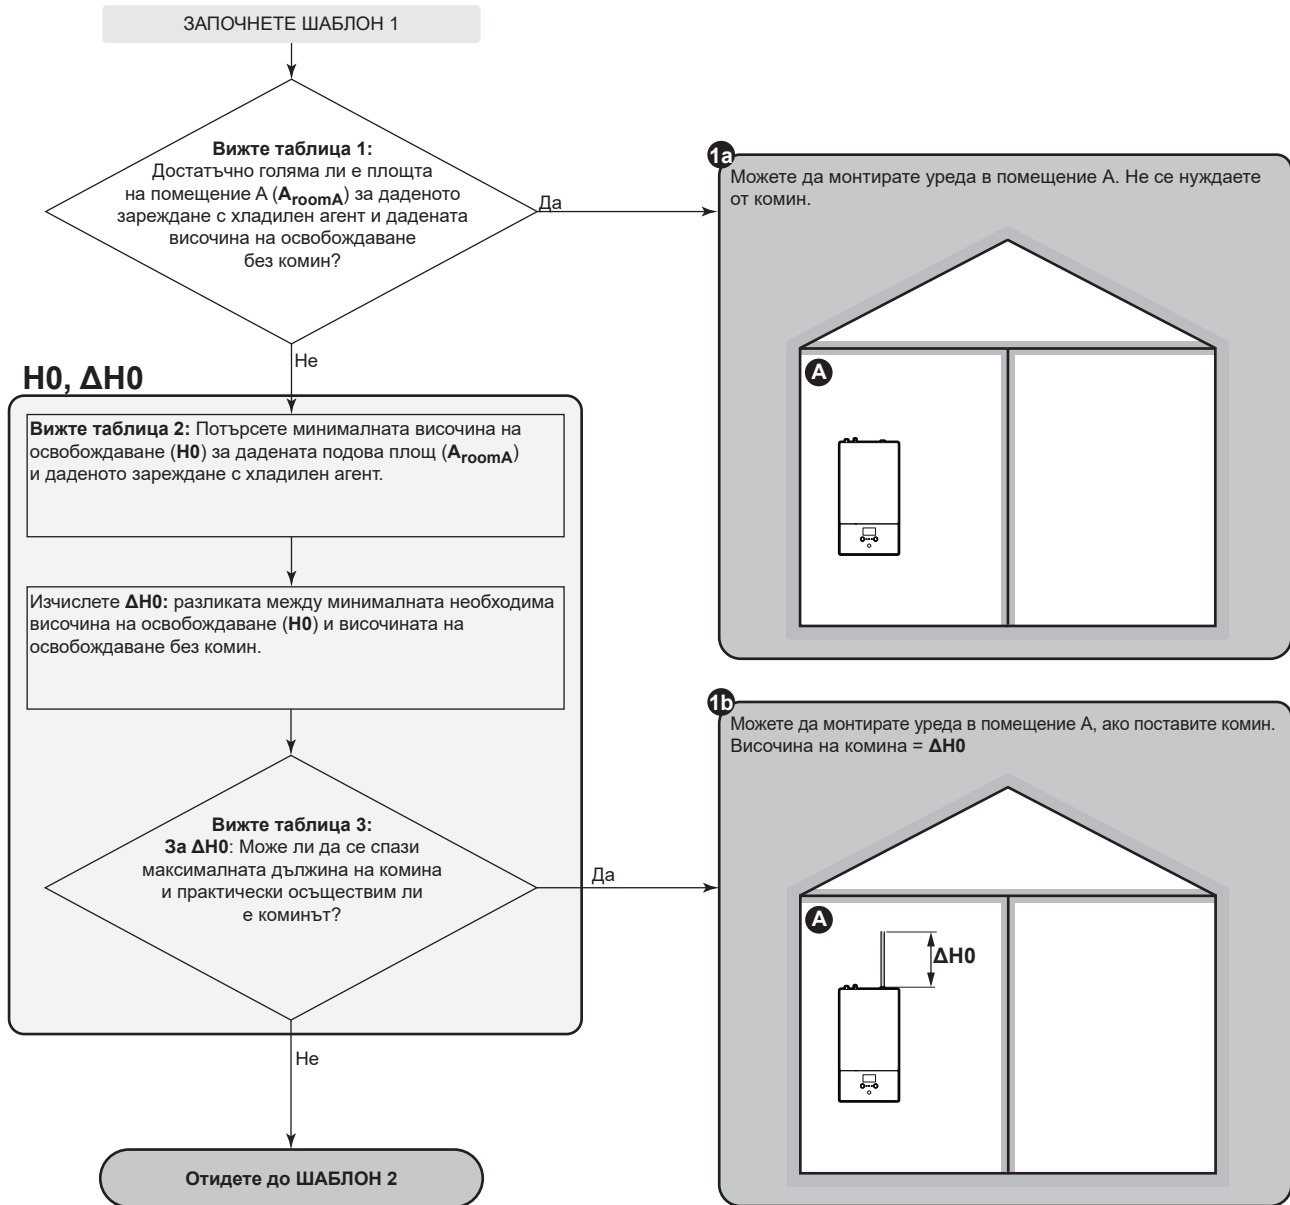 ЗАПОЧНЕТЕ ШАБЛОН 1
Вижте таблица 1:
Достатъчно голяма ли е площта
на помещение A (AroomA) за даденото
зареждане с хладилен агент и дадената
височина на освобождаване
без комин?
Да
Не
1a
Можете да монтирате уреда в помещение A. Не се нуждаете
от комин.
A
H0, ΔH0
Вижте таблица 2: Потърсете минималната височина на
освобождаване (H0) за дадената подова площ (AroomA)
и даденото зареждане с хладилен агент.
Изчислете ΔH0: разликата между минималната необходима
височина на освобождаване (H0) и височината на
освобождаване без комин.
Вижте таблица 3:
За ΔH0: Може ли да се спази
максималната дължина на комина
и практически осъществим ли
е коминът?
Да
Не
1b
Можете да монтирате уреда в помещение A, ако поставите комин.
Височина на комина = ΔH0
A
ΔH0
Отидете до ШАБЛОН 2